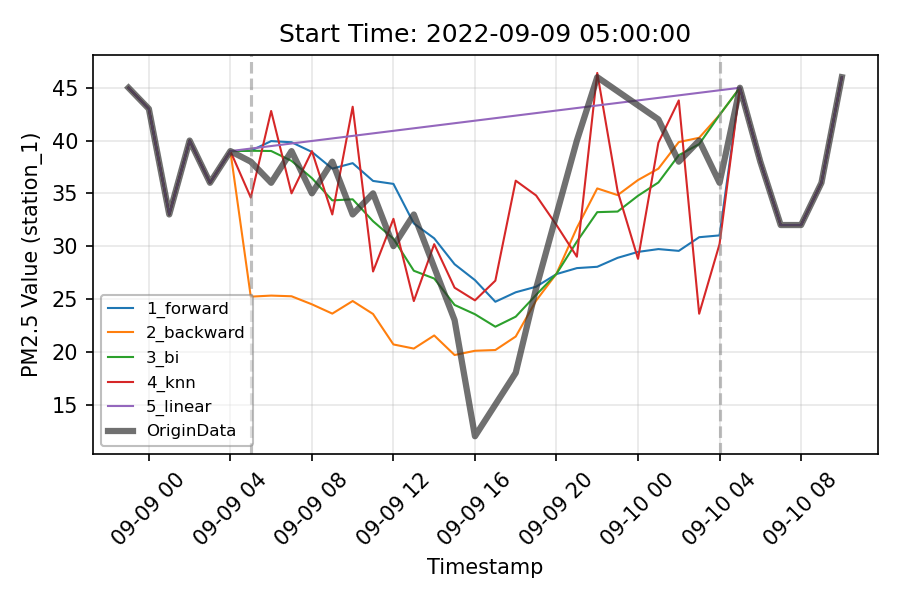 Start Time: 2022-09-09 05:00:00
PM2.5 Value (station_1)
45
40
35
30
25
20
15
1_forward
2_backward
3_bi
4_knn
5_linear
OriginData
09-09 00
09-09 04
09-09 08
09-09 12
09-09 16
09-09 20
09-10 00
09-10 04
09-10 08
Timestamp